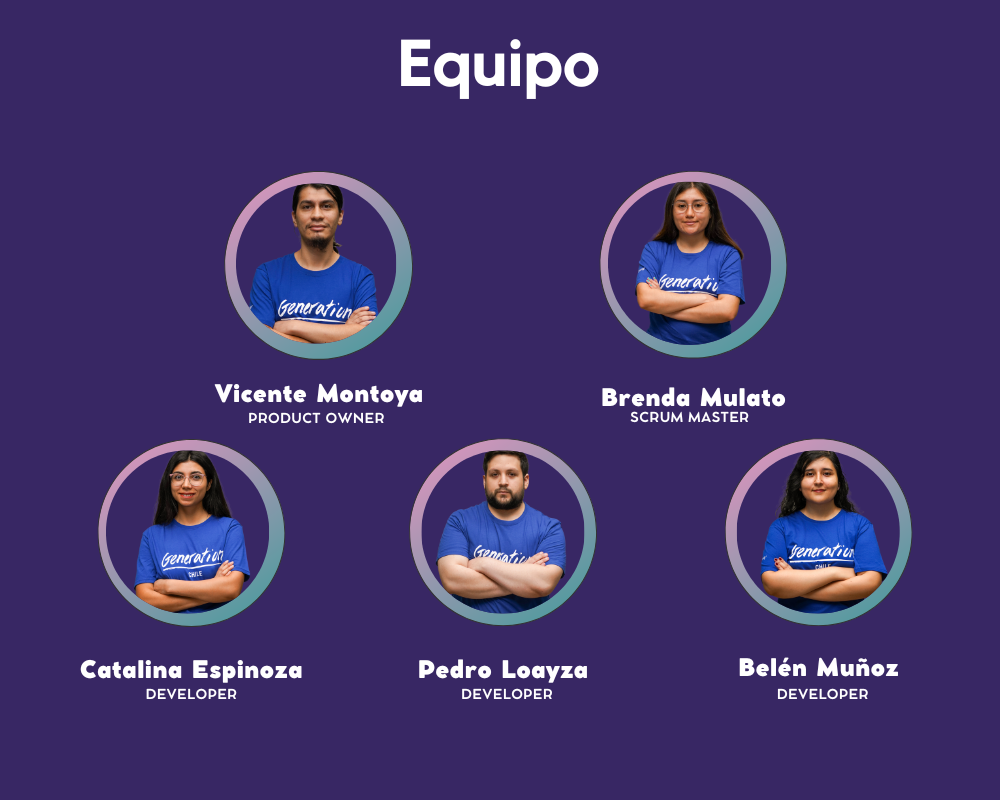 Equipo
Generation
Generation
Vicente Montoya
PRODUCT OWNER
Brenda Mulato
SCRUM MASTER
Generation
CHILE
Generation
Generation
CHILE
Catalina Espinoza
DEVELOPER
Pedro Loayza
DEVELOPER
Belén Muñoz
DEVELOPER